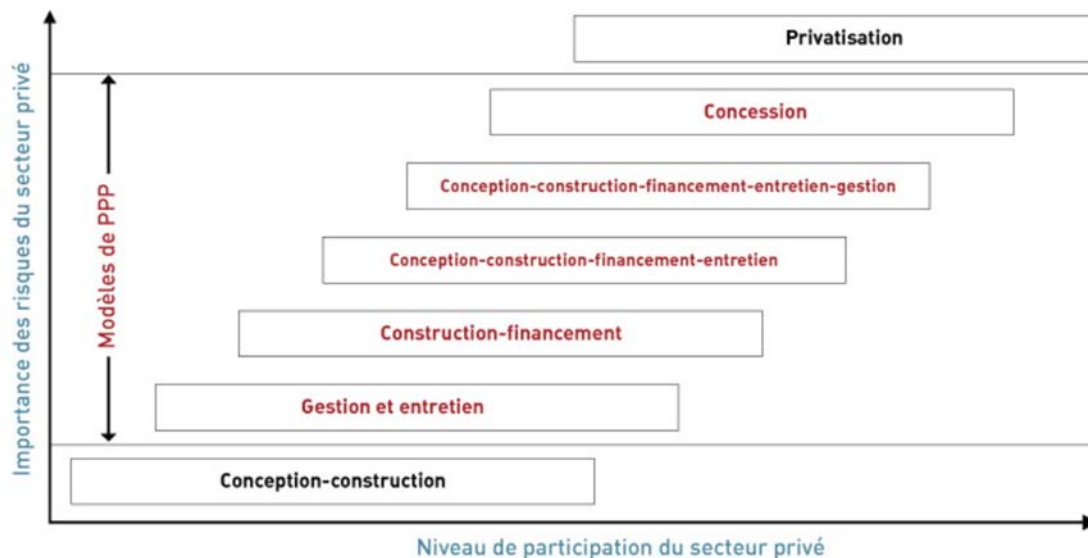 Importance des risques du secteur privé
Modèles de PPP
Privatisation
Concession
Conception-construction-financement-entretien-gestion
Conception-construction-financement-entretien
Construction-financement
Gestion et entretien
Conception-construction
Niveau de participation du secteur privé